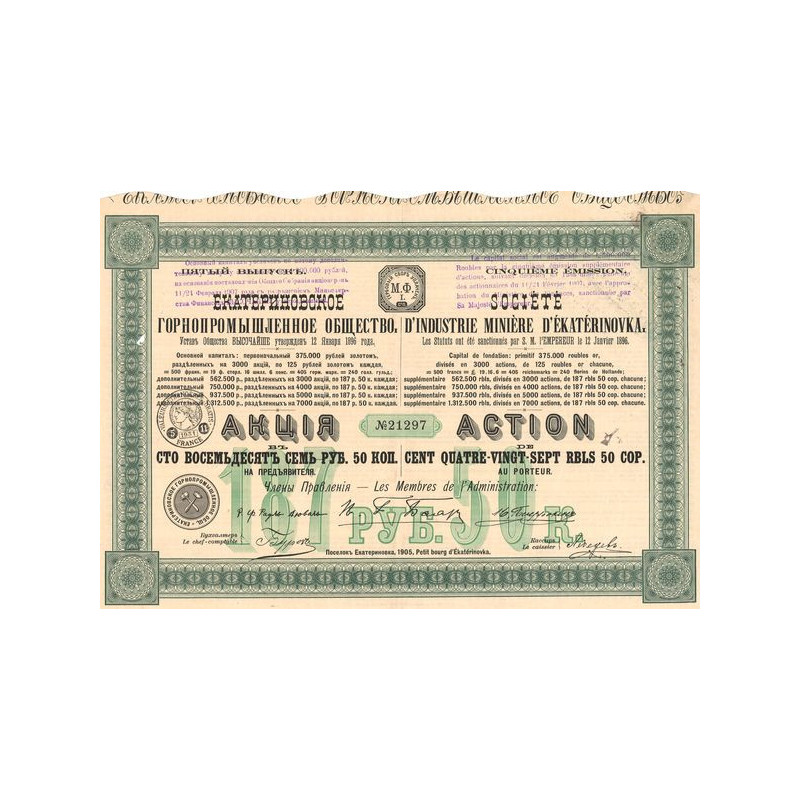 ПЯТЫЙ ВЫПУСКЪ.
ЕКАТЕРИНОВСКОЕ
ГОРНОПРОМЫШЛЕННОЕ ОБЩЕСТВО.
Уставъ Общества ВЫСОЧАЙШЕ утвержденъ 12 Января 1896 года.
Основной капиталъ: первоначальный 375.000 рублей золотомъ,
раздѣленныхъ на 3000 акцій, по 125 рублей золотомъ каждая.
дополнительный 562.500 р., раздѣленныхъ на 3000 акцій, по 187 р. 50 к. каждая;
дополнительный 750.000 р., раздѣленныхъ на 4000 акцій, по 187 р. 50 к. каждая;
дополнительный 937.500 р., раздѣленныхъ на 5000 акцій, по 187 р. 50 к. каждая;
дополнительный 1.312.500 р., раздѣленныхъ на 7000 акцій, по 187 р. 50 к. каждая.
М.Ф.
CINQUIÈME ÉMISSION.
SOCIÉTÉ
D'INDUSTRIE MINIÈRE D'ÉKATÉRINOVKA.
Les Statuts ont été sanctionnés par S. M. l'EMPEREUR le 12 Janvier 1896.
Capital de fondation: primitif 375.000 roubles or,
divisés en 3000 actions, de 125 roubles or chacune,
supplémentaire 562.500 rbls, divisés en 3000 actions, de 187 rbls 50 cop. chacune;
supplémentaire 750.000 rbls, divisés en 4000 actions, de 187 rbls 50 cop. chacune;
supplémentaire 937.500 rbls, divisés en 5000 actions, de 187 rbls 50 cop. chacune;
supplémentaire 1.312.500 rbls, divisés en 7000 actions, de 187 rbls 50 cop. chacune.
АКЦІЯ №21297 ACTION
ВЪ DE
СТО ВОСЕМЬДЕСЯТЪ СЕМЬ РУБ. 50 КОП. CENT QUATRE-VINGT-SEPT RBLS 50 COP.
НА ПРЕДЪЯВИТЕЛЯ. AU PORTEUR.
Члены Правленія — Les Membres de l'Administration:
187 РУБ. 50 К.
Бухгалтеръ
Le chef-comptable
Кассиръ
Le caissier
Поселокъ Екатериновка, 1905, Petit bourg d'Ékatérinovka.